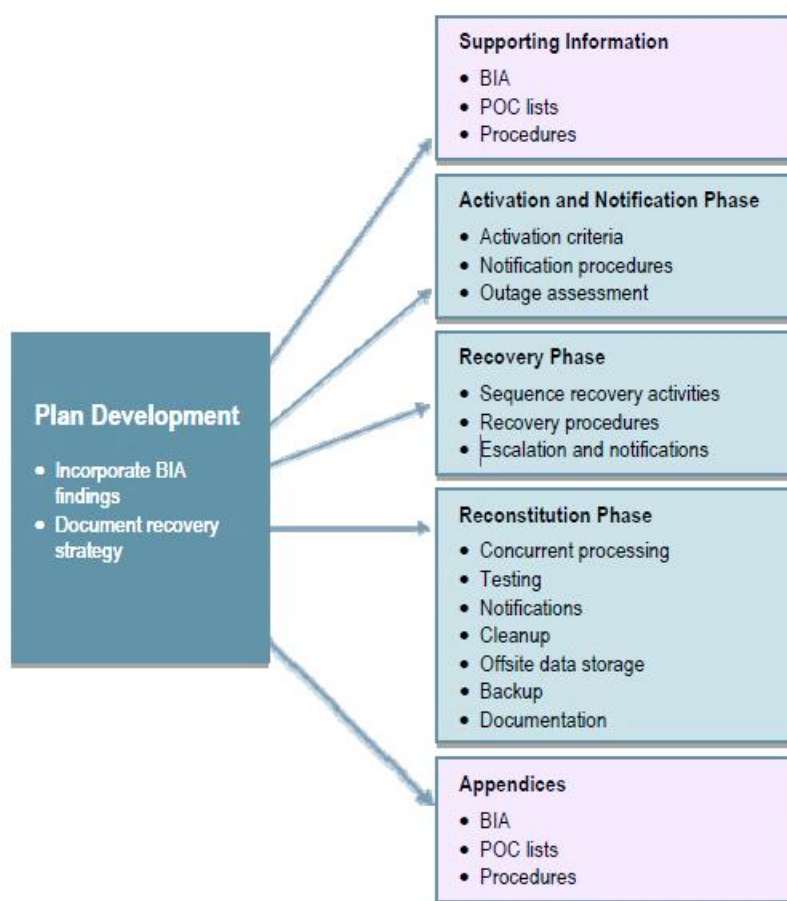 Plan Development
• Incorporate BIA
findings
• Document recovery
strategy
Supporting Information
• BIA
• POC lists
• Procedures
Activation and Notification Phase
• Activation criteria
• Notification procedures
• Outage assessment
Recovery Phase
• Sequence recovery activities
• Recovery procedures
• Escalation and notifications
Reconstitution Phase
• Concurrent processing
• Testing
• Notifications
• Cleanup
• Offsite data storage
• Backup
• Documentation
Appendices
• BIA
• POC lists
• Procedures